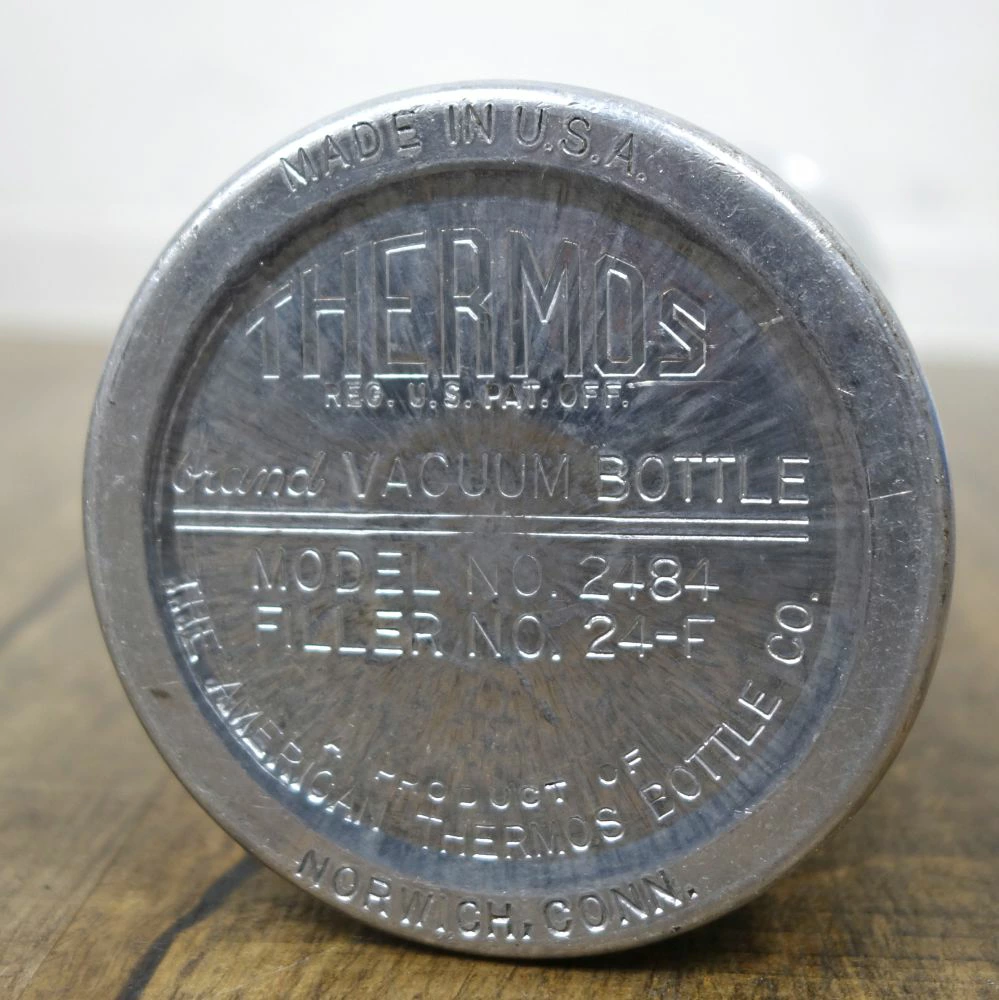 MADE IN U.S.A.
THERMOS
REG. U.S. PAT. OFF.
brand VACUUM BOTTLE
MODEL NO. 2484
FILLER NO. 24-F
A PRODUCT OF
THE AMERICAN THERMOS BOTTLE CO.
NORWICH, CONN.